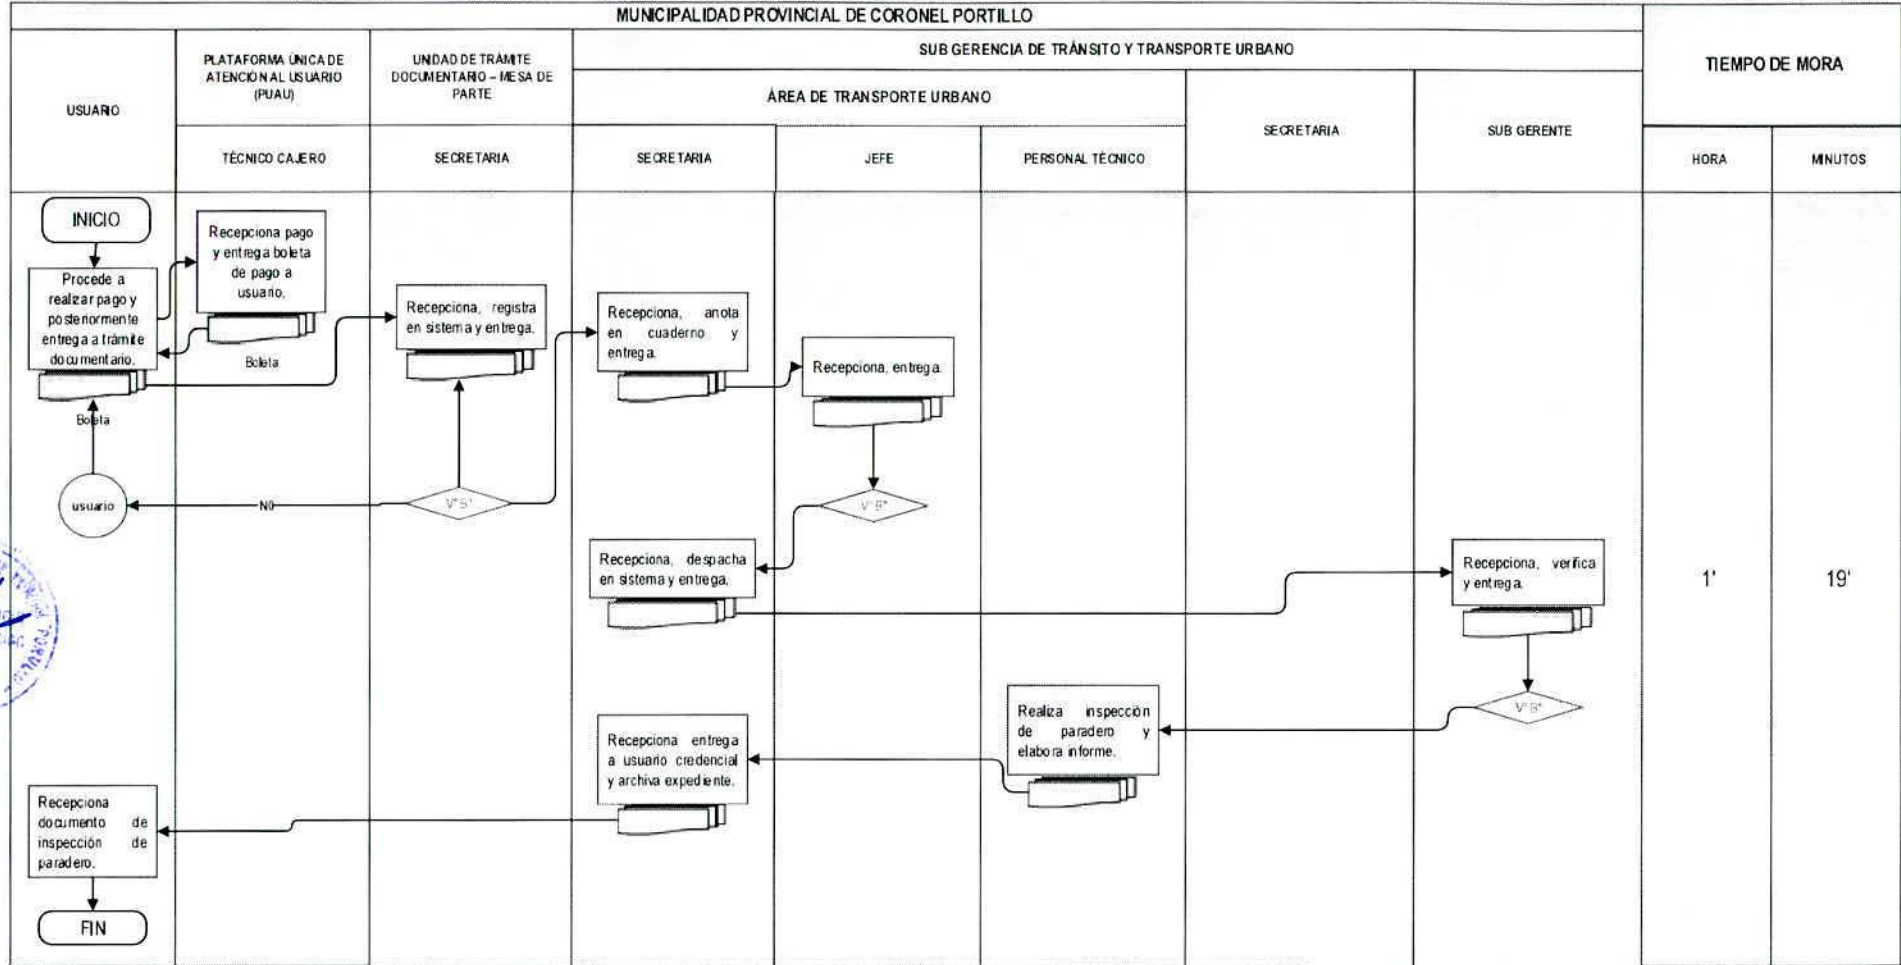 MUNICIPALIDAD PROVINCIAL DE CORONEL PORTILLO
USUARIO
PLATAFORMA ÚNICA DE
ATENCIÓN AL USUARIO
(PUAU)
UNIDAD DE TRÁMITE
DOCUMENTARIO – MESA DE
PARTE
SUB GERENCIA DE TRÁNSITO Y TRANSPORTE URBANO
TIEMPO DE MORA
ÁREA DE TRANSPORTE URBANO
SECRETARIA
SUB GERENTE
TÉCNICO CAJERO
SECRETARIA
SECRETARIA
JEFE
PERSONAL TÉCNICO
HORA
MINUTOS
INICIO
Procede a
realizar pago y
posteriormente
entrega a trámite
documentario.
Boleta
usuario
Recepciona pago
y entrega boleta
de pago a
usuario.
Boleta
NO
Recepciona, registra
en sistema y entrega.
V°B°
Recepciona, anota
en cuaderno y
entrega.
Recepciona, entrega.
V°B°
Recepciona, despacha
en sistema y entrega.
Recepciona, verifica
y entrega.
V°B°
1'
19'
Realiza inspección
de paradero y
elabora informe.
Recepciona entrega
a usuario credencial
y archiva expediente.
Recepciona
documento de
inspección de
paradero.
FIN